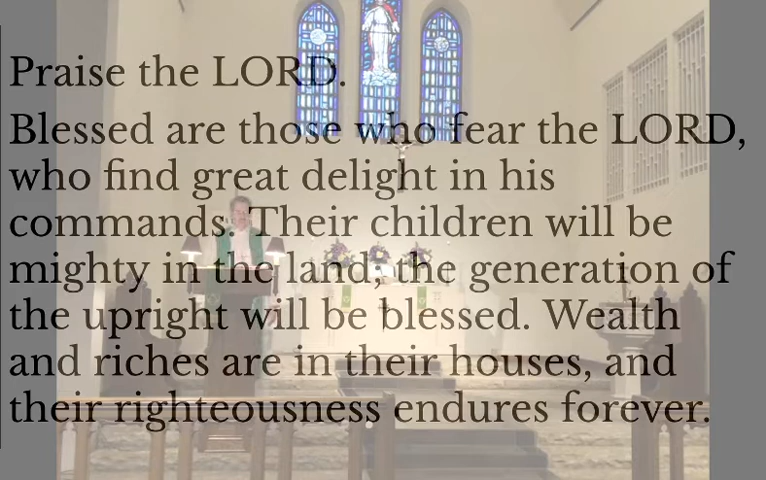 Praise the LORD.
Blessed are those who fear the LORD,
who find great delight in his
commands. Their children will be
mighty in the land; the generation of
the upright will be blessed. Wealth
and riches are in their houses, and
their righteousness endures forever.